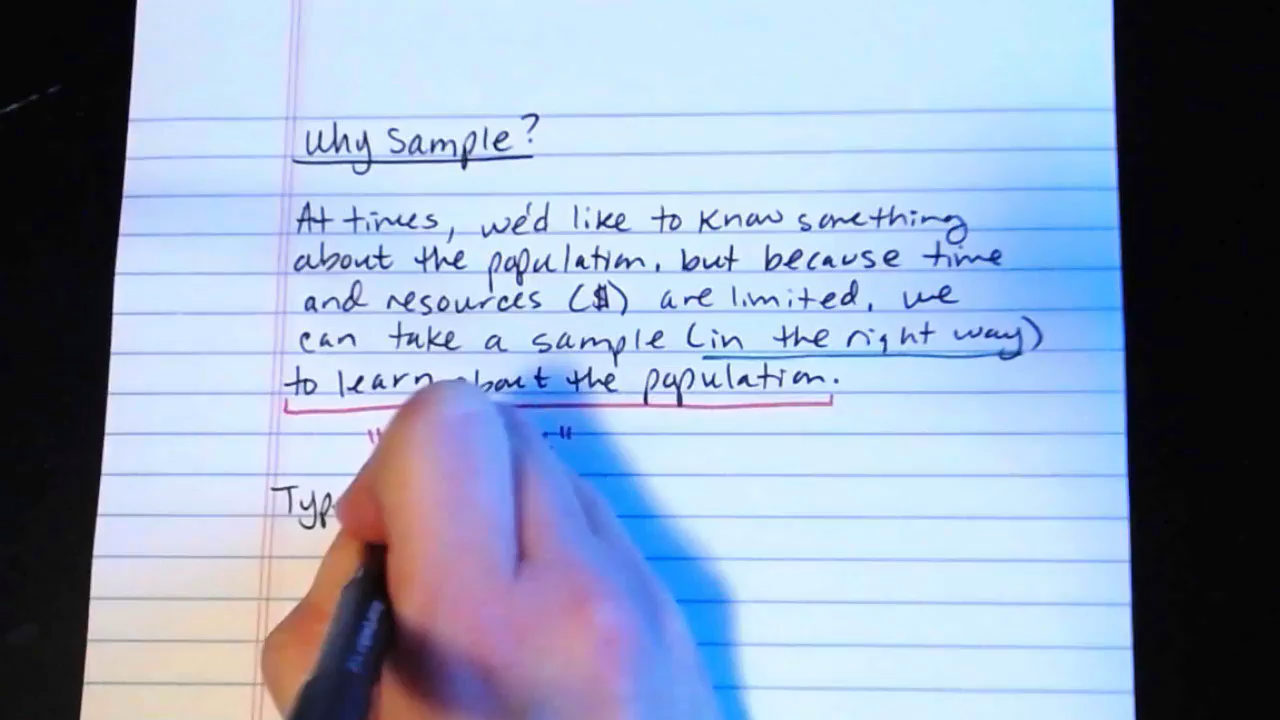 Why Sample?
At times, we'd like to know something
about the population, but because time
and resources ($) are limited, we
can take a sample (in the right way)
to learn about the population.